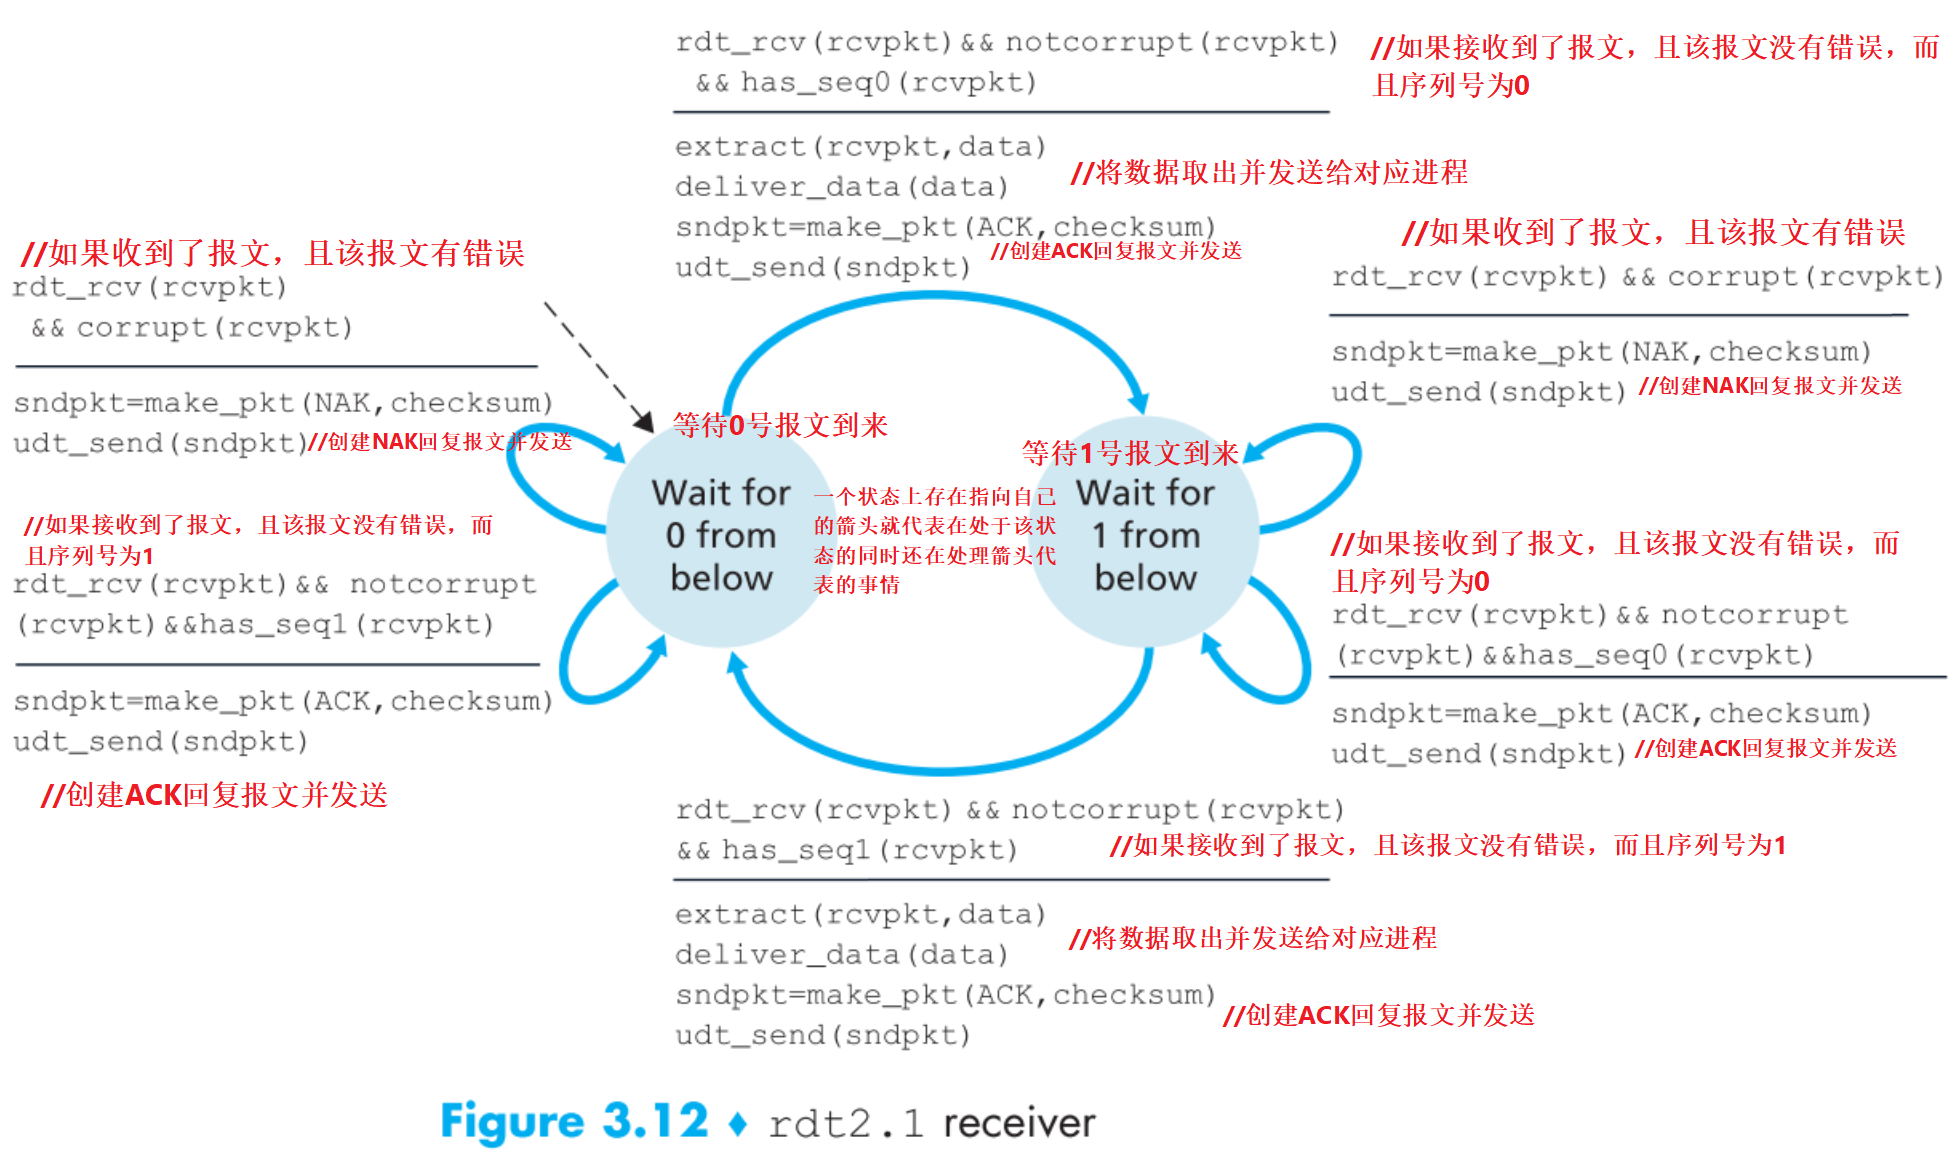 rdt_rcv(rcvpkt)&& notcorrupt(rcvpkt)
&& has_seq0(rcvpkt)
//如果接收到了报文，且该报文没有错误，而
且序列号为0
extract(rcvpkt,data)
deliver_data(data)
//将数据取出并发送给对应进程
sndpkt=make_pkt(ACK,checksum)
//创建ACK回复报文并发送
udt_send(sndpkt)
//如果收到了报文，且该报文有错误
rdt_rcv(rcvpkt)
&& corrupt(rcvpkt)
sndpkt=make_pkt(NAK,checksum)
udt_send(sndpkt)//创建NAK回复报文并发送
//如果收到了报文，且该报文有错误
rdt_rcv(rcvpkt) && corrupt(rcvpkt)
sndpkt=make_pkt(NAK,checksum)
udt_send(sndpkt) //创建NAK回复报文并发送
等待0号报文到来
Wait for
0 from
below
一个状态上存在指向自己
的箭头就代表在处于该状
态的同时还在处理箭头代
表的事情
等待1号报文到来
Wait for
1 from
below
//如果接收到了报文，且该报文没有错误，而
且序列号为1
rdt_rcv(rcvpkt)&& notcorrupt
(rcvpkt)&&has_seq1(rcvpkt)
sndpkt=make_pkt(ACK,checksum)
udt_send(sndpkt)
//创建ACK回复报文并发送
//如果接收到了报文，且该报文没有错误，而
且序列号为0
rdt_rcv(rcvpkt)&& notcorrupt
(rcvpkt)&&has_seq0(rcvpkt)
sndpkt=make_pkt(ACK,checksum)
udt_send(sndpkt) //创建ACK回复报文并发送
rdt_rcv(rcvpkt) && notcorrupt(rcvpkt)
&& has_seq1(rcvpkt)
//如果接收到了报文，且该报文没有错误，而且序列号为1
extract(rcvpkt,data)
deliver_data(data)
//将数据取出并发送给对应进程
sndpkt=make_pkt(ACK,checksum)
//创建ACK回复报文并发送
udt_send(sndpkt)
Figure 3.12 ♦ rdt2.1 receiver